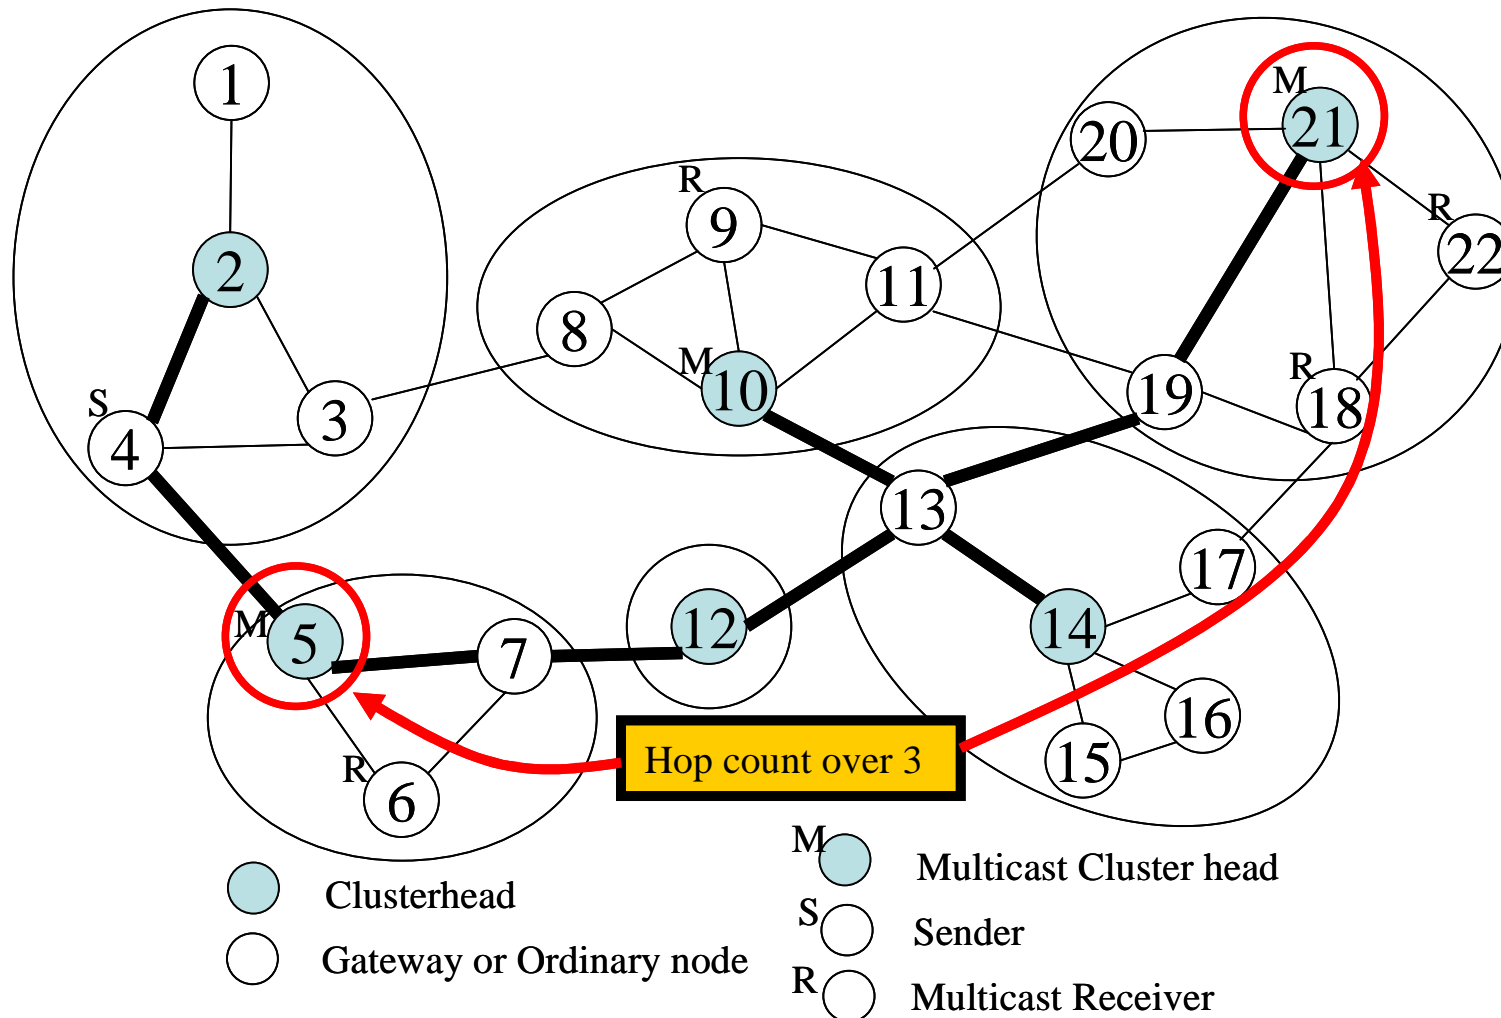 1
M
21
20
R
9
R
22
2
11
8
M
10
R
18
19
S
4
3
13
17
M
5
7
12
14
16
15
R
6
Hop count over 3
M
Multicast Cluster head
Clusterhead
S
Sender
Gateway or Ordinary node
R
Multicast Receiver